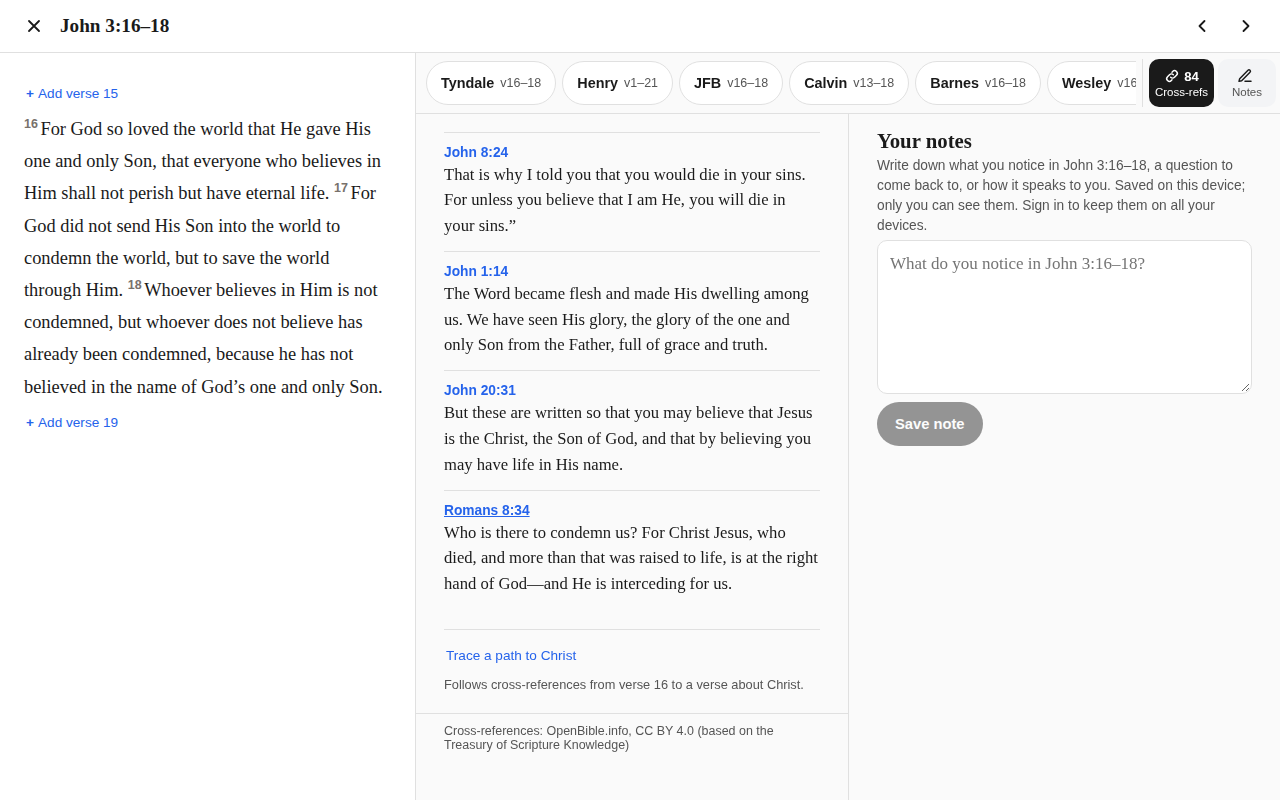 John 3:16–18
+ Add verse 15
16 For God so loved the world that He gave His
one and only Son, that everyone who believes in
Him shall not perish but have eternal life. 17 For
God did not send His Son into the world to
condemn the world, but to save the world
through Him. 18 Whoever believes in Him is not
condemned, but whoever does not believe has
already been condemned, because he has not
believed in the name of God’s one and only Son.
+ Add verse 19
Tyndale v16–18 Henry v1–21 JFB v16–18 Calvin v13–18 Barnes v16–18 Wesley v16
84
Cross-refs
Notes
John 8:24
That is why I told you that you would die in your sins.
For unless you believe that I am He, you will die in
your sins.”
John 1:14
The Word became flesh and made His dwelling among
us. We have seen His glory, the glory of the one and
only Son from the Father, full of grace and truth.
John 20:31
But these are written so that you may believe that Jesus
is the Christ, the Son of God, and that by believing you
may have life in His name.
Romans 8:34
Who is there to condemn us? For Christ Jesus, who
died, and more than that was raised to life, is at the right
hand of God—and He is interceding for us.
Trace a path to Christ
Follows cross-references from verse 16 to a verse about Christ.
Cross-references: OpenBible.info, CC BY 4.0 (based on the
Treasury of Scripture Knowledge)
Your notes
Write down what you notice in John 3:16–18, a question to
come back to, or how it speaks to you. Saved on this device;
only you can see them. Sign in to keep them on all your
devices.
What do you notice in John 3:16–18?
Save note